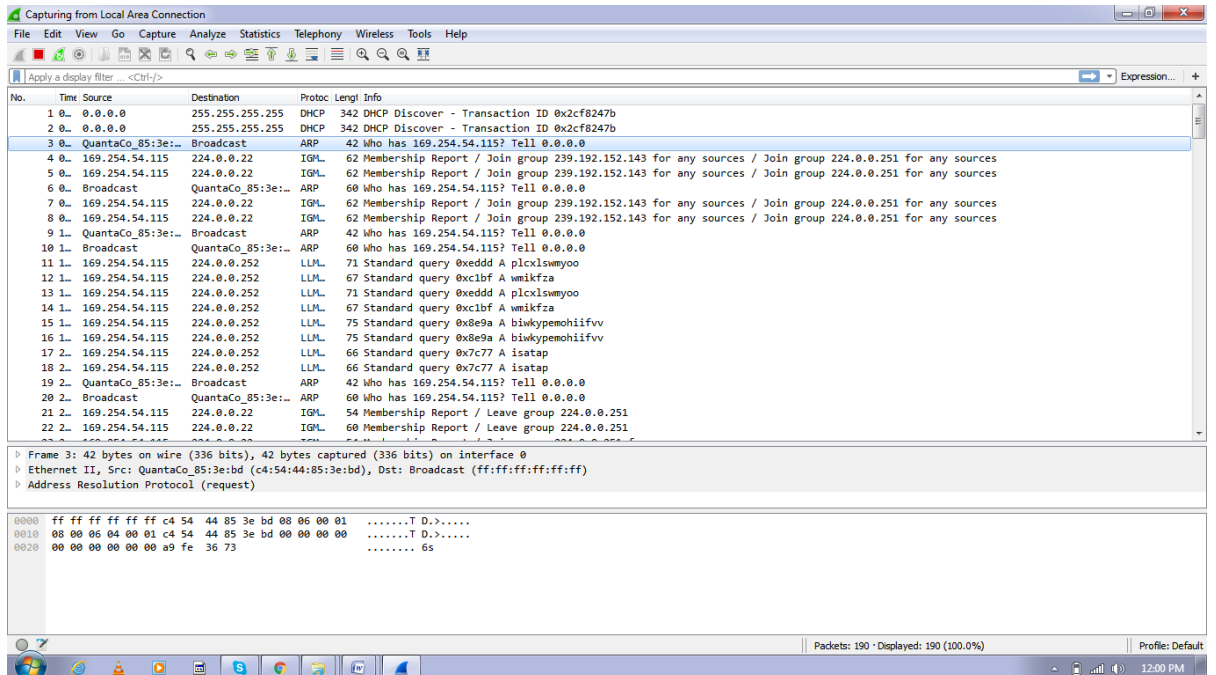 Capturing from Local Area Connection
File Edit View Go Capture Analyze Statistics Telephony Wireless Tools Help
Apply a display filter ... <Ctrl-/> Expression... +
No. Time Source Destination Protoc Lengt Info
1 0… 0.0.0.0 255.255.255.255 DHCP 342 DHCP Discover - Transaction ID 0x2cf8247b
2 0… 0.0.0.0 255.255.255.255 DHCP 342 DHCP Discover - Transaction ID 0x2cf8247b
3 0… QuantaCo_85:3e:… Broadcast ARP 42 Who has 169.254.54.115? Tell 0.0.0.0
4 0… 169.254.54.115 224.0.0.22 IGM… 62 Membership Report / Join group 239.192.152.143 for any sources / Join group 224.0.0.251 for any sources
5 0… 169.254.54.115 224.0.0.22 IGM… 62 Membership Report / Join group 239.192.152.143 for any sources / Join group 224.0.0.251 for any sources
6 0… Broadcast QuantaCo_85:3e:… ARP 60 Who has 169.254.54.115? Tell 0.0.0.0
7 0… 169.254.54.115 224.0.0.22 IGM… 62 Membership Report / Join group 239.192.152.143 for any sources / Join group 224.0.0.251 for any sources
8 0… 169.254.54.115 224.0.0.22 IGM… 62 Membership Report / Join group 239.192.152.143 for any sources / Join group 224.0.0.251 for any sources
9 1… QuantaCo_85:3e:… Broadcast ARP 42 Who has 169.254.54.115? Tell 0.0.0.0
10 1… Broadcast QuantaCo_85:3e:… ARP 60 Who has 169.254.54.115? Tell 0.0.0.0
11 1… 169.254.54.115 224.0.0.252 LLM… 71 Standard query 0xeddd A plcxlswmyoo
12 1… 169.254.54.115 224.0.0.252 LLM… 67 Standard query 0xc1bf A wmikfza
13 1… 169.254.54.115 224.0.0.252 LLM… 71 Standard query 0xeddd A plcxlswmyoo
14 1… 169.254.54.115 224.0.0.252 LLM… 67 Standard query 0xc1bf A wmikfza
15 1… 169.254.54.115 224.0.0.252 LLM… 75 Standard query 0x8e9a A biwkypemohiifvv
16 1… 169.254.54.115 224.0.0.252 LLM… 75 Standard query 0x8e9a A biwkypemohiifvv
17 2… 169.254.54.115 224.0.0.252 LLM… 66 Standard query 0x7c77 A isatap
18 2… 169.254.54.115 224.0.0.252 LLM… 66 Standard query 0x7c77 A isatap
19 2… QuantaCo_85:3e:… Broadcast ARP 42 Who has 169.254.54.115? Tell 0.0.0.0
20 2… Broadcast QuantaCo_85:3e:… ARP 60 Who has 169.254.54.115? Tell 0.0.0.0
21 2… 169.254.54.115 224.0.0.22 IGM… 54 Membership Report / Leave group 224.0.0.251
22 2… 169.254.54.115 224.0.0.22 IGM… 60 Membership Report / Leave group 224.0.0.251
Frame 3: 42 bytes on wire (336 bits), 42 bytes captured (336 bits) on interface 0
Ethernet II, Src: QuantaCo_85:3e:bd (c4:54:44:85:3e:bd), Dst: Broadcast (ff:ff:ff:ff:ff:ff)
Address Resolution Protocol (request)
0000 ff ff ff ff ff ff c4 54 44 85 3e bd 08 06 00 01 .......T D.>.....
0010 08 00 06 04 00 01 c4 54 44 85 3e bd 00 00 00 00 .......T D.>.....
0020 00 00 00 00 00 00 a9 fe 36 73 ........ 6s
Packets: 190 · Displayed: 190 (100.0%) Profile: Default
12:00 PM